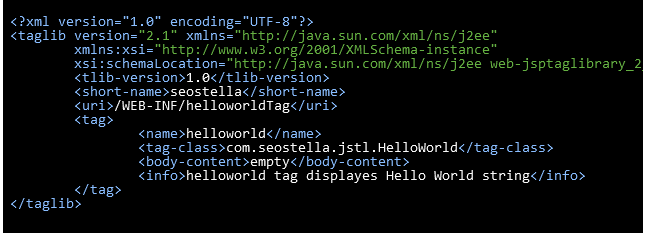 <?xml version="1.0" encoding="UTF-8"?>
<taglib version="2.1" xmlns="http://java.sun.com/xml/ns/j2ee"
xmlns:xsi="http://www.w3.org/2001/XMLSchema-instance"
xsi:schemaLocation="http://java.sun.com/xml/ns/j2ee web-jsptaglibrary_2_
<tlib-version>1.0</tlib-version>
<short-name>seostella</short-name>
<uri>/WEB-INF/helloworldTag</uri>
<tag>
<name>helloworld</name>
<tag-class>com.seostella.jstl.HelloWorld</tag-class>
<body-content>empty</body-content>
<info>helloworld tag displayes Hello World string</info>
</tag>
</taglib>